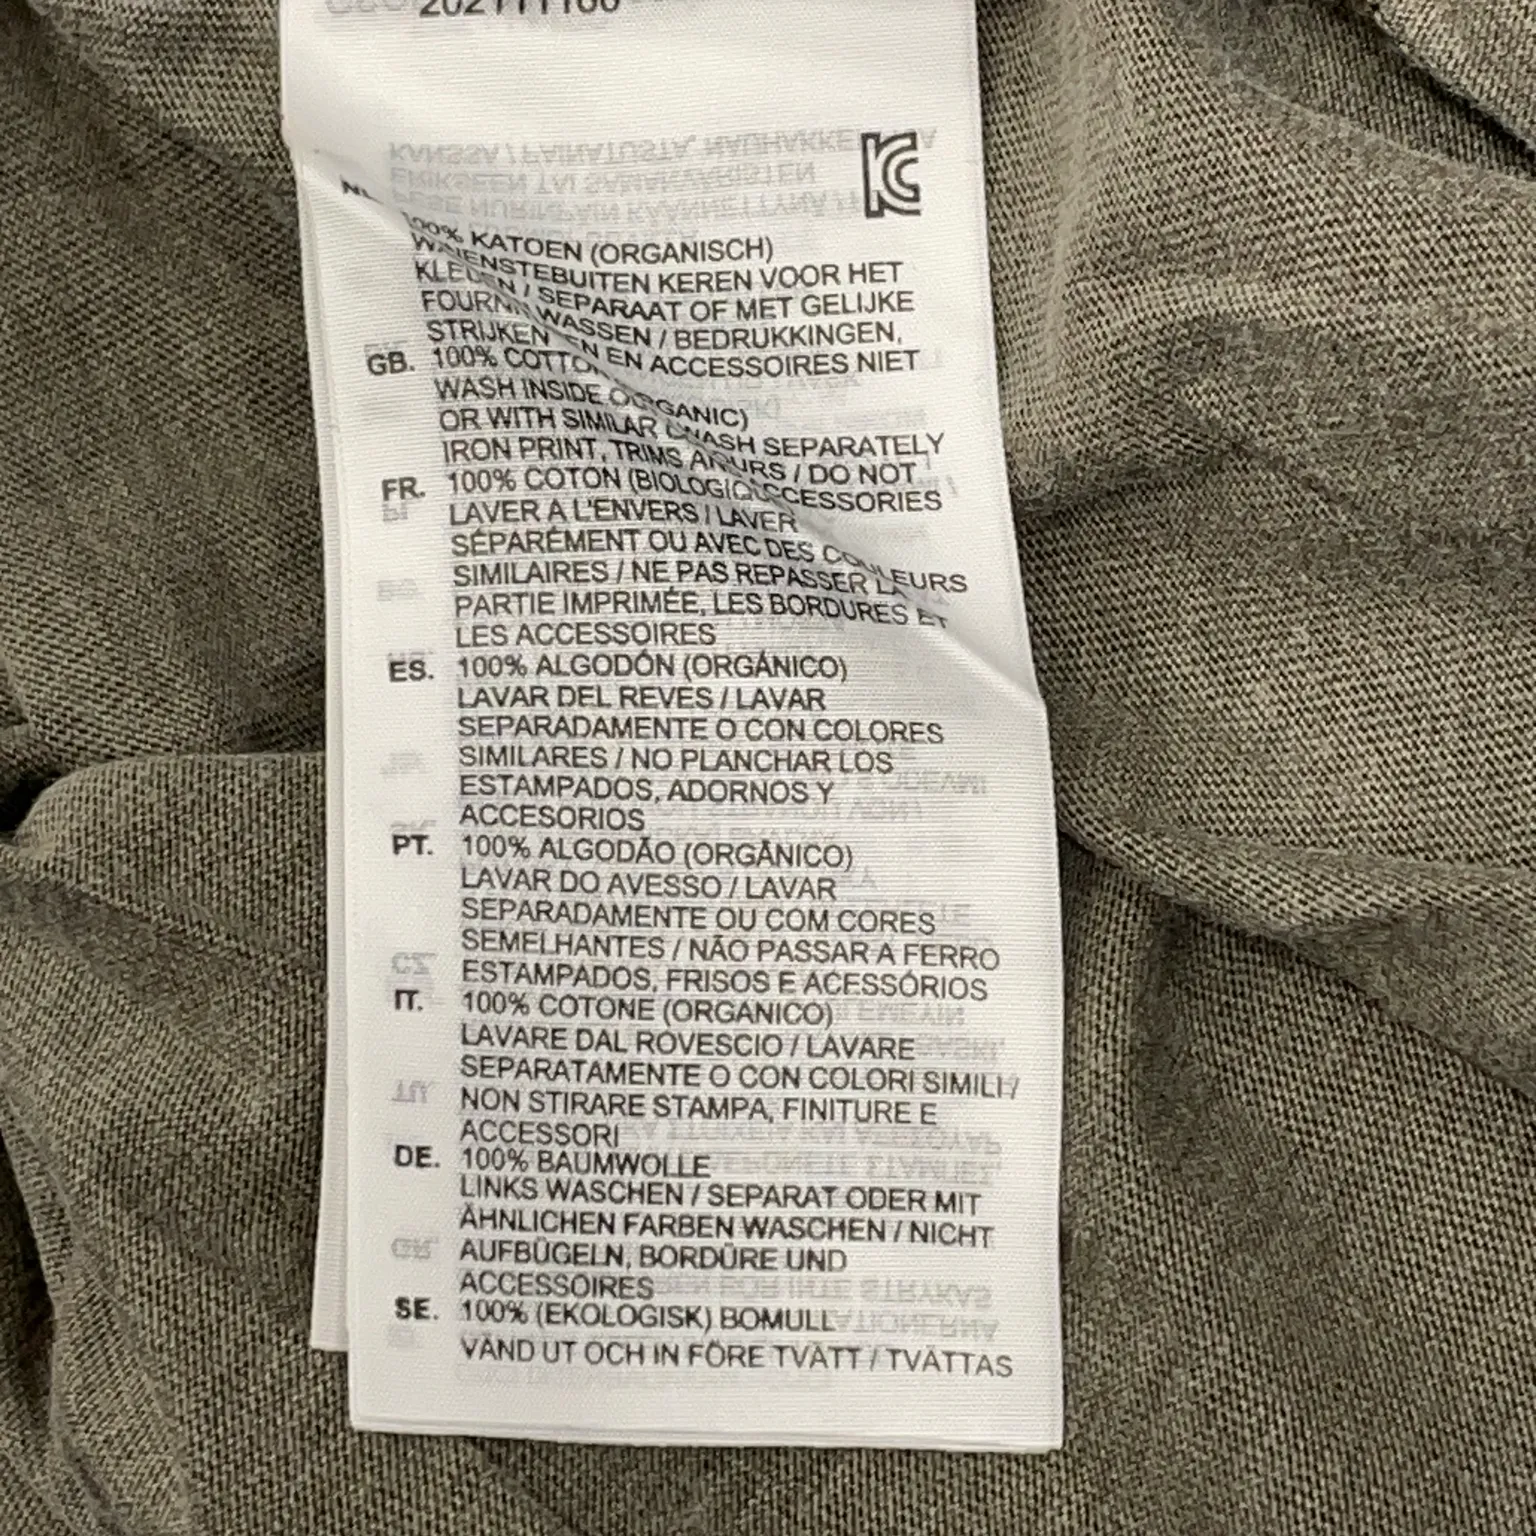 202111100
KC
NL. 100% KATOEN (ORGANISCH)
KEREN VOOR HET
/ SEPARAAT OF MET GELIJKE
WASSEN / BEDRUKKINGEN,
EN ACCESSOIRES NIET
STRIJKEN
GB. 100% COTTON (ORGANIC)
WASH INSIDE WASH SEPARATELY
OR WITH SIMILAR / DO NOT
IRON PRINT, TRIMS ACCESSORIES
FR. 100% COTON
LAVER A L'ENVERS / LAVER
SÉPARÉMENT OU AVEC DES COULEURS
SIMILAIRES / NE PAS REPASSER LA
PARTIE IMPRIMÉE, LES BORDURES ET
LES ACCESSOIRES
ES. 100% ALGODÓN (ORGÁNICO)
LAVAR DEL REVES / LAVAR
SEPARADAMENTE O CON COLORES
SIMILARES / NO PLANCHAR LOS
ESTAMPADOS, ADORNOS Y
ACCESORIOS
PT. 100% ALGODÃO (ORGÂNICO)
LAVAR DO AVESSO / LAVAR
SEPARADAMENTE OU COM CORES
SEMELHANTES / NÃO PASSAR A FERRO
ESTAMPADOS, FRISOS E ACESSÓRIOS
IT. 100% COTONE (ORGANICO)
LAVARE DAL ROVESCIO / LAVARE
SEPARATAMENTE O CON COLORI SIMILI /
NON STIRARE STAMPA, FINITURE E
ACCESSORI
DE. 100% BAUMWOLLE
LINKS WASCHEN / SEPARAT ODER MIT
ÄHNLICHEN FARBEN WASCHEN / NICHT
AUFBÜGELN, BORDÜRE UND
ACCESSOIRES
SE. 100% (EKOLOGISK) BOMULL
VÄND UT OCH IN FÖRE TVÄTT / TVÄTTAS